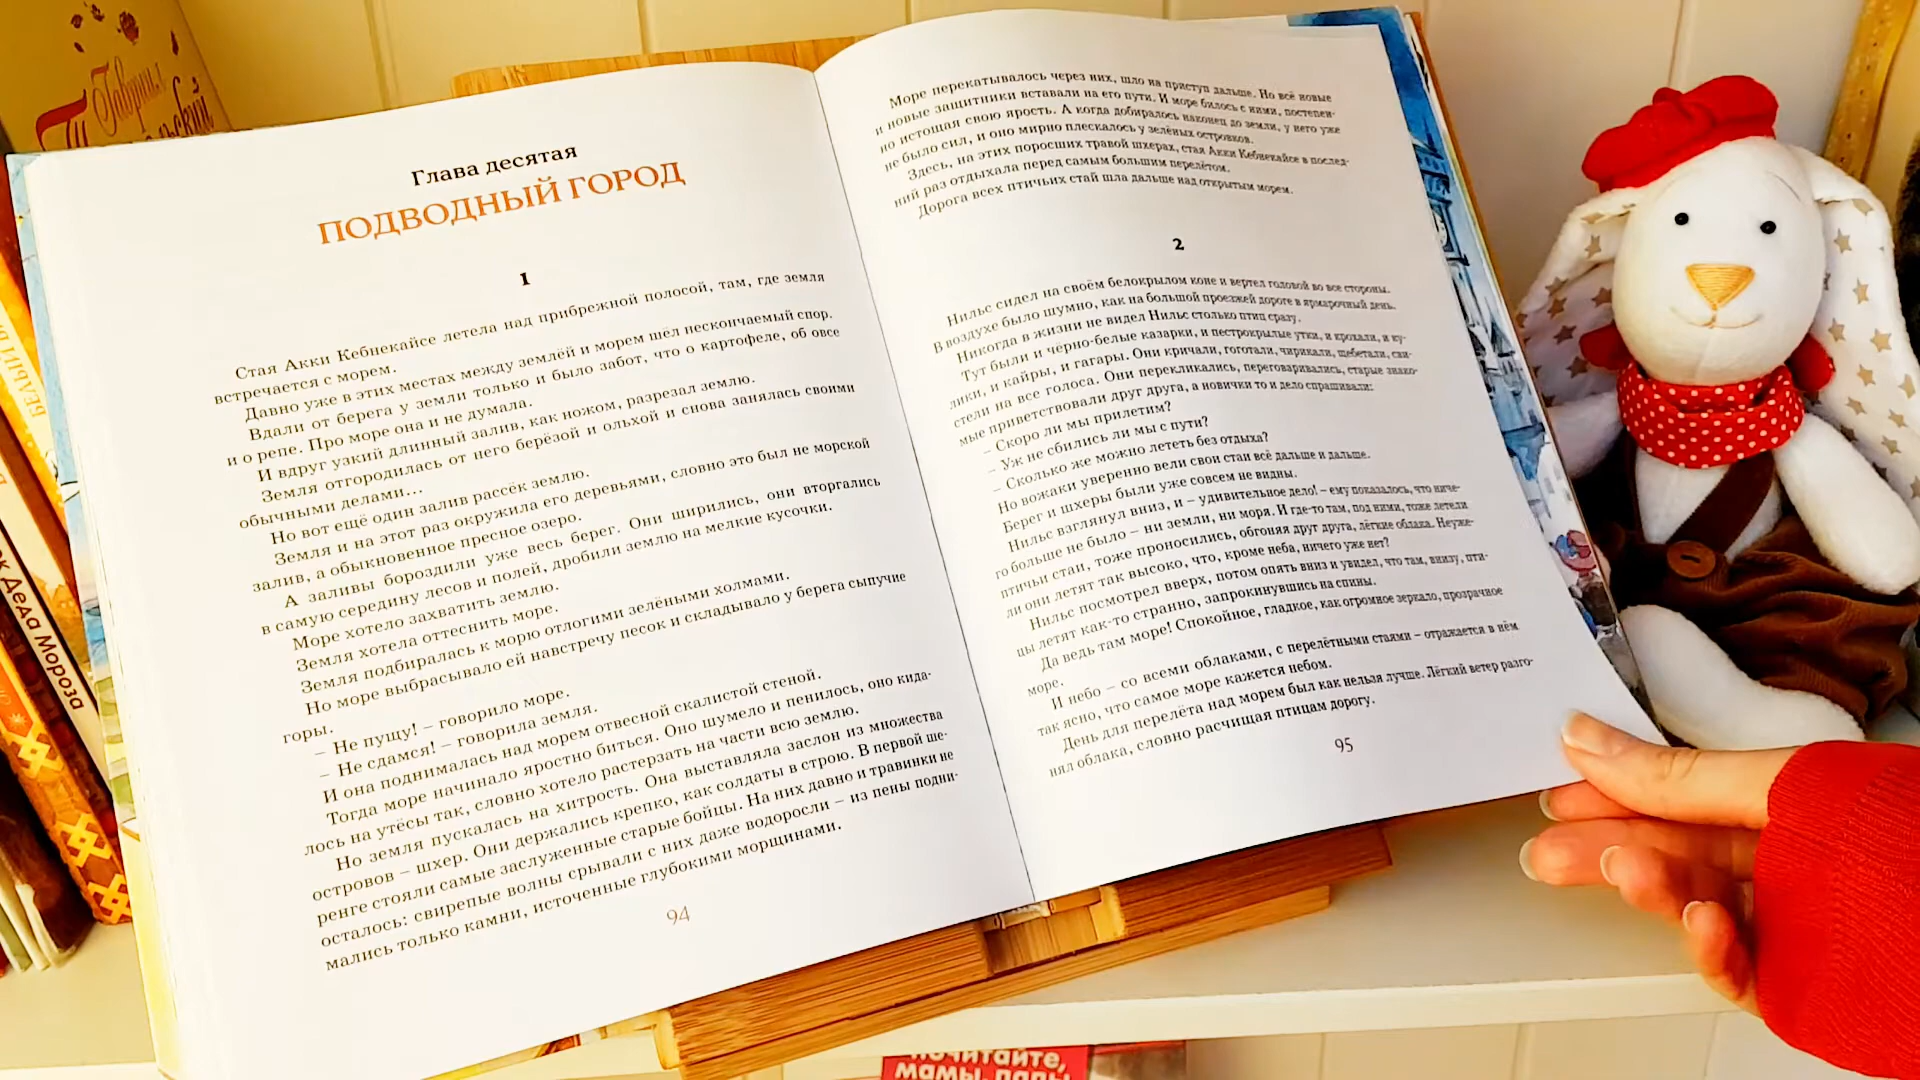 Гавриил
Глава десятая
ПОДВОДНЫЙ ГОРОД
1
Стая Акки Кебнекайсе летела над прибрежной полосой, там, где земля
встречается с морем.
Давно уже в этих местах между землёй и морем шёл нескончаемый спор.
Вдали от берега у земли только и было забот, что о картофеле, об овсе
и о репе. Про море она и не думала.
И вдруг узкий длинный залив, как ножом, разрезал землю.
Земля отгородилась от него берёзой и ольхой и снова занялась своими
обычными делами...
Но вот ещё один залив рассёк землю.
Земля и на этот раз окружила его деревьями, словно это был не морской
залив, а обыкновенное пресное озеро.
А заливы бороздили уже весь берег. Они ширились, они вторгались
в самую середину лесов и полей, дробили землю на мелкие кусочки.
Море хотело захватить землю.
Земля хотела оттеснить море.
Земля подбиралась к морю отлогими зелёными холмами.
Но море выбрасывало ей навстречу песок и складывало у берега сыпучие
горы.
– Не пущу! – говорило море.
– Не сдамся! – говорила земля.
И она поднималась над морем отвесной скалистой стеной.
Тогда море начинало яростно биться. Оно шумело и пенилось, оно кида-
лось на утёсы так, словно хотело растерзать на части всю землю.
Но земля пускалась на хитрость. Она выставляла заслон из множества
островов – шхер. Они держались крепко, как солдаты в строю. В первой ше-
ренге стояли самые заслуженные старые бойцы. На них давно и травинки не
осталось: свирепые волны срывали с них даже водоросли – из пены подни-
мались только камни, источенные глубокими морщинами.
94
Море перекатывалось через них, шло на приступ дальше. Но всё новые
и новые защитники вставали на его пути. И море билось с ними, постепен-
но истощая свою ярость. А когда добиралось наконец до земли, у него уже
не было сил, и оно мирно плескалось у зелёных островков.
Здесь, на этих поросших травой шхерах, стая Акки Кебнекайсе в послед-
ний раз отдыхала перед самым большим перелётом.
Дорога всех птичьих стай шла дальше над открытым морем.
2
Нильс сидел на своём белокрылом коне и вертел головой во все стороны.
В воздухе было шумно, как на большой проезжей дороге в ярмарочный день.
Никогда в жизни не видел Нильс столько птиц сразу.
Тут были и чёрно-белые казарки, и пестрокрылые утки, и крохали, и ку-
лики, и кайры, и гагары. Они кричали, гоготали, чирикали, щебетали, сви-
стели на все голоса. Они перекликались, переговаривались, старые знако-
мые приветствовали друг друга, а новички то и дело спрашивали:
– Скоро ли мы прилетим?
– Уж не сбились ли мы с пути?
– Сколько же можно лететь без отдыха?
Но вожаки уверенно вели свои стаи всё дальше и дальше.
Берег и шхеры были уже совсем не видны.
Нильс взглянул вниз, и – удивительное дело! – ему показалось, что ниче-
го больше не было – ни земли, ни моря. И где-то там, под ними, тоже летели
птичьи стаи, тоже проносились, обгоняя друг друга, лёгкие облака. Неуже-
ли они летят так высоко, что, кроме неба, ничего уже нет?
Нильс посмотрел вверх, потом опять вниз и увидел, что там, внизу, пти-
цы летят как-то странно, запрокинувшись на спины.
Да ведь там море! Спокойное, гладкое, как огромное зеркало, прозрачное
море.
И небо – со всеми облаками, с перелётными стаями – отражается в нём
так ясно, что самое море кажется небом.
День для перелёта над морем был как нельзя лучше. Лёгкий ветер разго-
нял облака, словно расчищая птицам дорогу.
95
Деда Мороза
почитайте,
мамы, папы